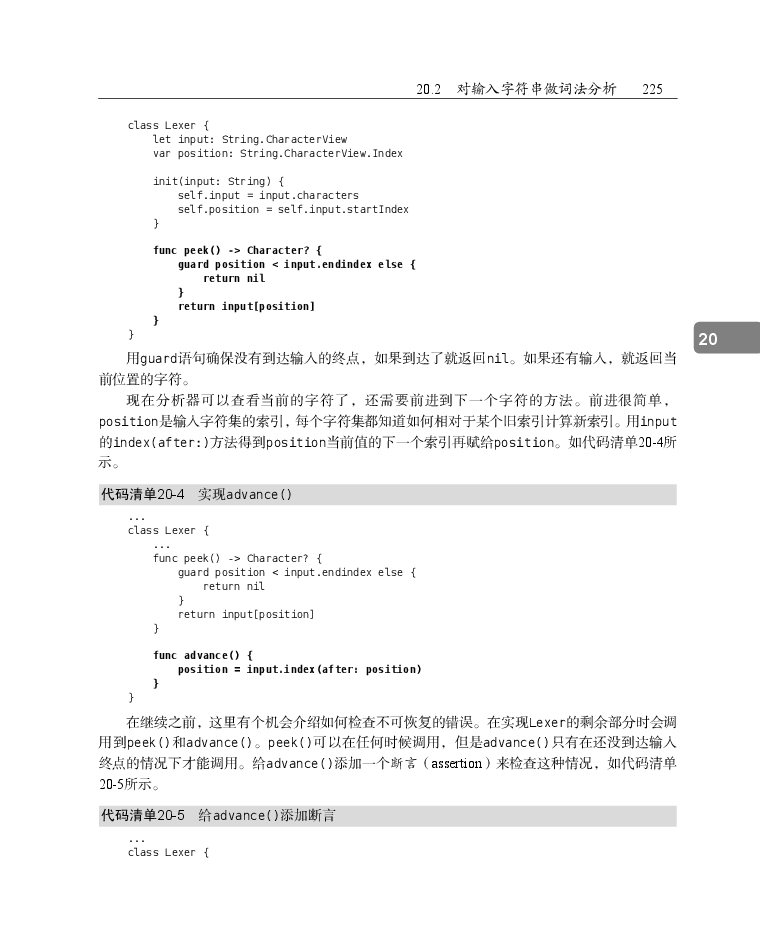 20.2 对输入字符串做词法分析 225
class Lexer {
let input: String.CharacterView
var position: String.CharacterView.Index
init(input: String) {
self.input = input.characters
self.position = self.input.startIndex
}
func peek() -> Character? {
guard position < input.endindex else {
return nil
}
return input[position]
}
}
20
用guard语句确保没有到达输入的终点，如果到达了就返回nil。如果还有输入，就返回当
前位置的字符。
现在分析器可以查看当前的字符了，还需要前进到下一个字符的方法。前进很简单，
position是输入字符集的索引，每个字符集都知道如何相对于某个旧索引计算新索引。用input
的index(after:)方法得到position当前值的下一个索引再赋给position。如代码清单20-4所
示。
代码清单20-4 实现advance()
...
class Lexer {
...
func peek() -> Character? {
guard position < input.endindex else {
return nil
}
return input[position]
}
func advance() {
position = input.index(after: position)
}
}
在继续之前，这里有个机会介绍如何检查不可恢复的错误。在实现Lexer的剩余部分时会调
用到peek()和advance()。peek()可以在任何时候调用，但是advance()只有在还没到达输入
终点的情况下才能调用。给advance()添加一个断言（assertion）来检查这种情况，如代码清单
20-5所示。
代码清单20-5 给advance()添加断言
...
class Lexer {